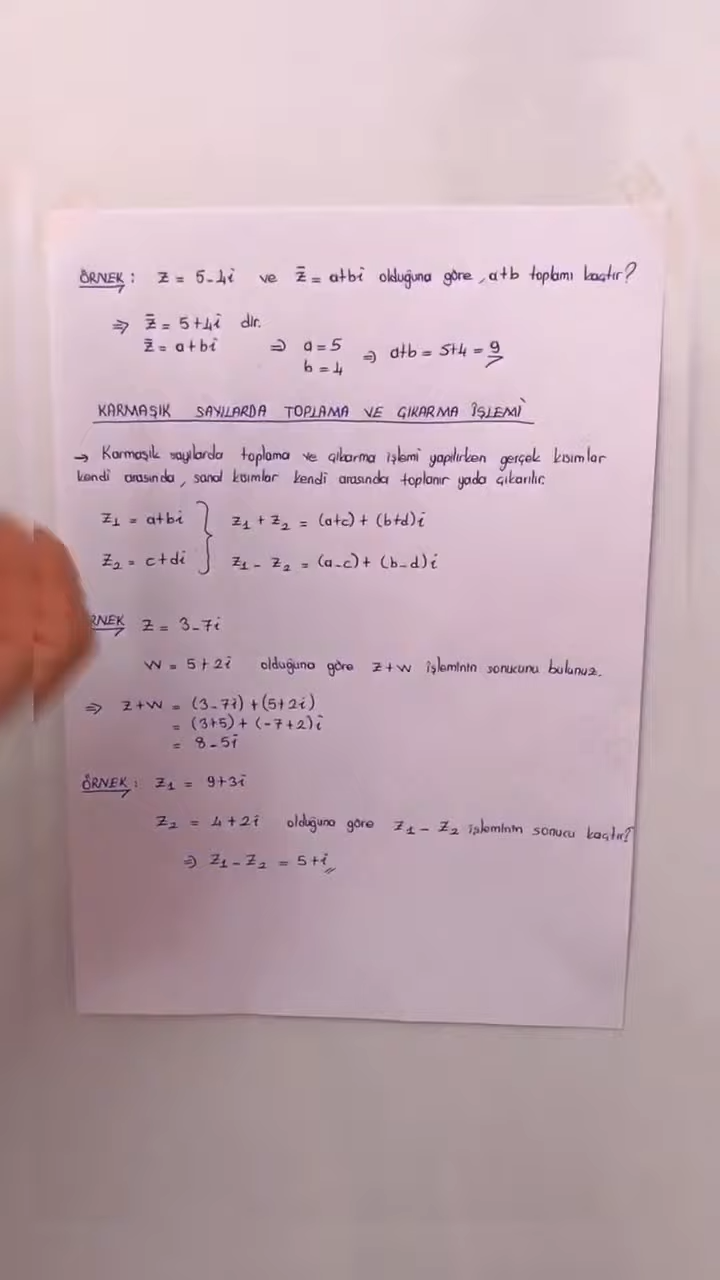 ÖRNEK: z = 5-4i ve z̄ = a+bi olduğuna göre, a+b toplamı kaçtır?
⇒ z̄ = 5+4i dir.
z̄ = a+bi ⇒ a=5 ⇒ a+b = 5+4 = 9
b=4
KARMAŞIK SAYILARDA TOPLAMA VE ÇIKARMA İŞLEMİ
→ Karmaşık sayılarda toplama ve çıkarma işlemi yapılırken gerçek kısımlar
kendi arasında, sanal kısımlar kendi arasında toplanır yada çıkarılır.
z₁ = a+bi } z₁ + z₂ = (a+c) + (b+d)i
z₂ = c+di } z₁ - z₂ = (a-c) + (b-d)i
RNEK z = 3-7i
w = 5+2i olduğuna göre z+w işleminin sonucunu bulunuz.
⇒ z+w = (3-7i) + (5+2i)
= (3+5) + (-7+2)i
= 8-5i
ÖRNEK: z₁ = 9+3i
z₂ = 4+2i olduğuna göre z₁ - z₂ işleminin sonucu kaçtır?
⇒ z₁ - z₂ = 5+i